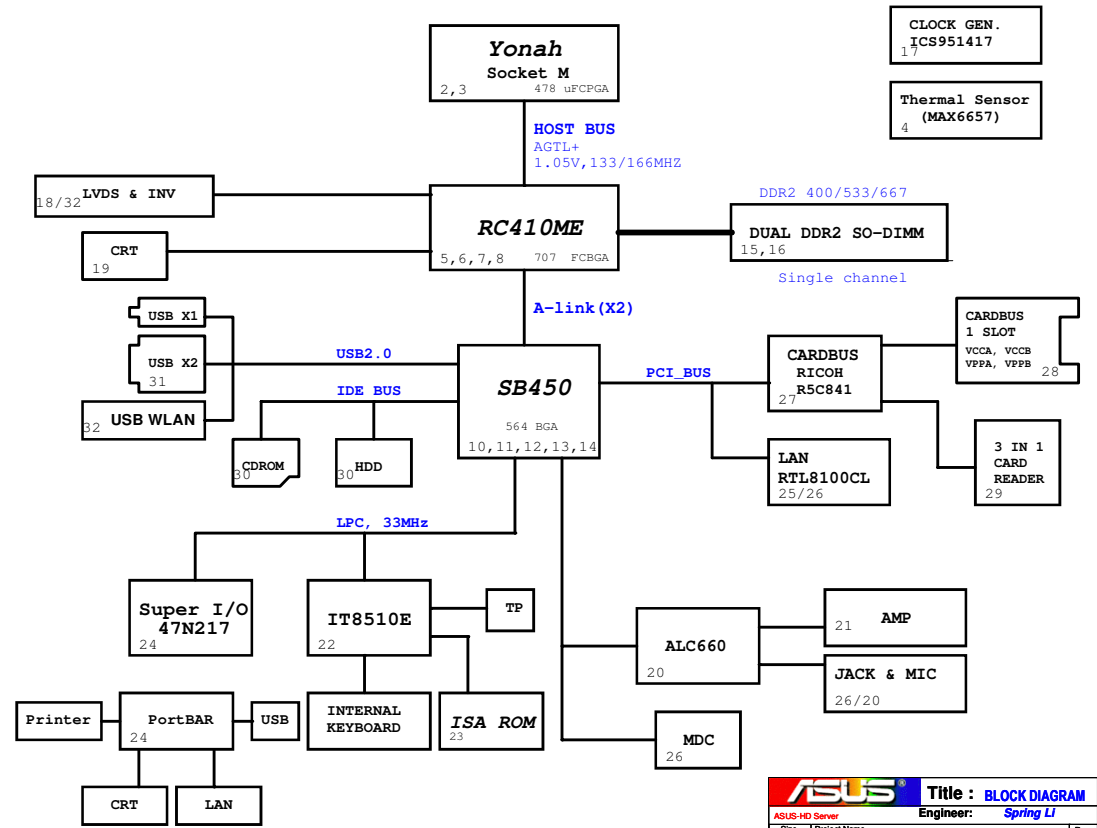 CLOCK GEN.
ICS951417
17
Yonah
Socket M
2,3 478 uFCPGA
Thermal Sensor
(MAX6657)
4
HOST BUS
AGTL+
1.05V,133/166MHZ
LVDS & INV
18/32
DDR2 400/533/667
RC410ME
5,6,7,8 707 FCBGA
DUAL DDR2 SO-DIMM
15,16
Single channel
CRT
19
A-link(X2)
USB X1
USB X2
31
USB2.0
USB WLAN
32
IDE BUS
SB450
564 BGA
10,11,12,13,14
PCI_BUS
CARDBUS
RICOH
R5C841
27
CARDBUS
1 SLOT
VCCA, VCCB
VPPA, VPPB
28
CDROM
30
HDD
30
LAN
RTL8100CL
25/26
3 IN 1
CARD
READER
29
LPC, 33MHz
Super I/O
47N217
24
IT8510E
22
TP
ALC660
20
AMP
21
JACK & MIC
26/20
Printer
PortBAR
24
USB
INTERNAL
KEYBOARD
ISA ROM
23
MDC
26
CRT
LAN
ASUS®
Title : BLOCK DIAGRAM
ASUS-HD Server
Engineer: Spring Li